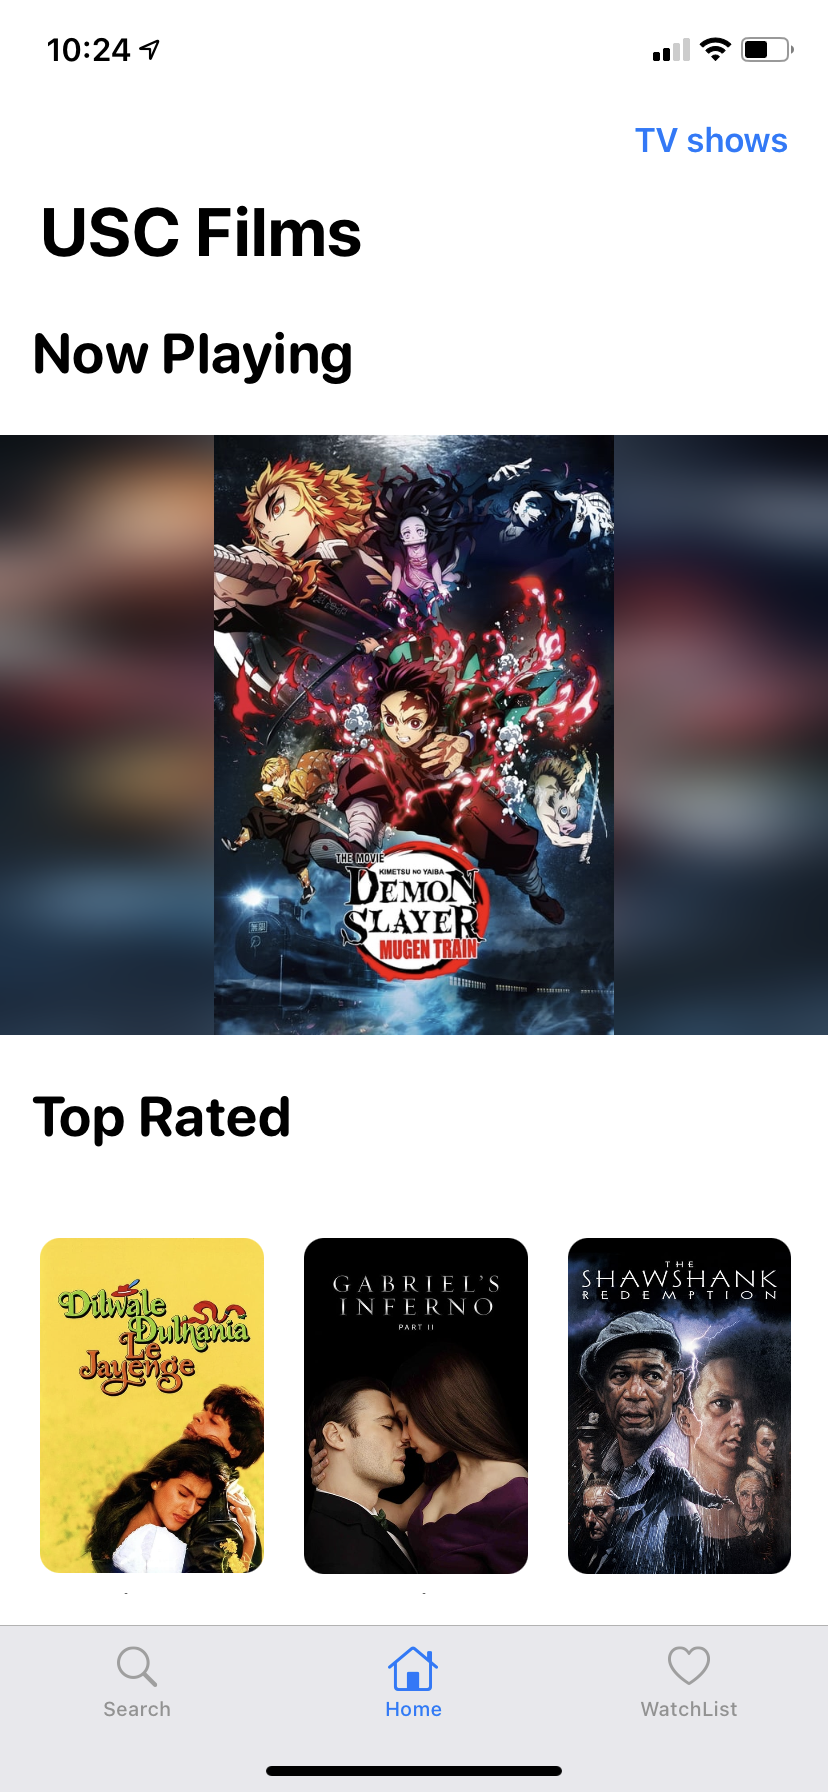 10:24
TV shows
USC Films
Now Playing
THE MOVIE
KIMETSU NO YAIBA
DEMON
SLAYER
MUGEN TRAIN
Top Rated
Dilwale
Dulhania
Le
Jayenge
GABRIEL'S
INFERNO
PART II
THE
SHAWSHANK
REDEMPTION
Search
Home
WatchList